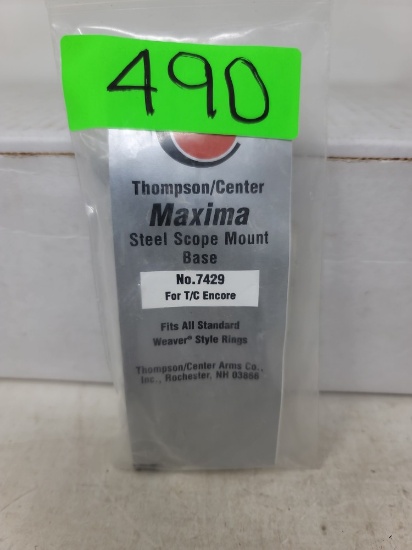 490
Thompson/Center
Maxima
Steel Scope Mount
Base
No.7429
For T/C Encore
Fits All Standard
Weaver® Style Rings
Thompson/Center Arms Co.,
Inc., Rochester, NH 03866